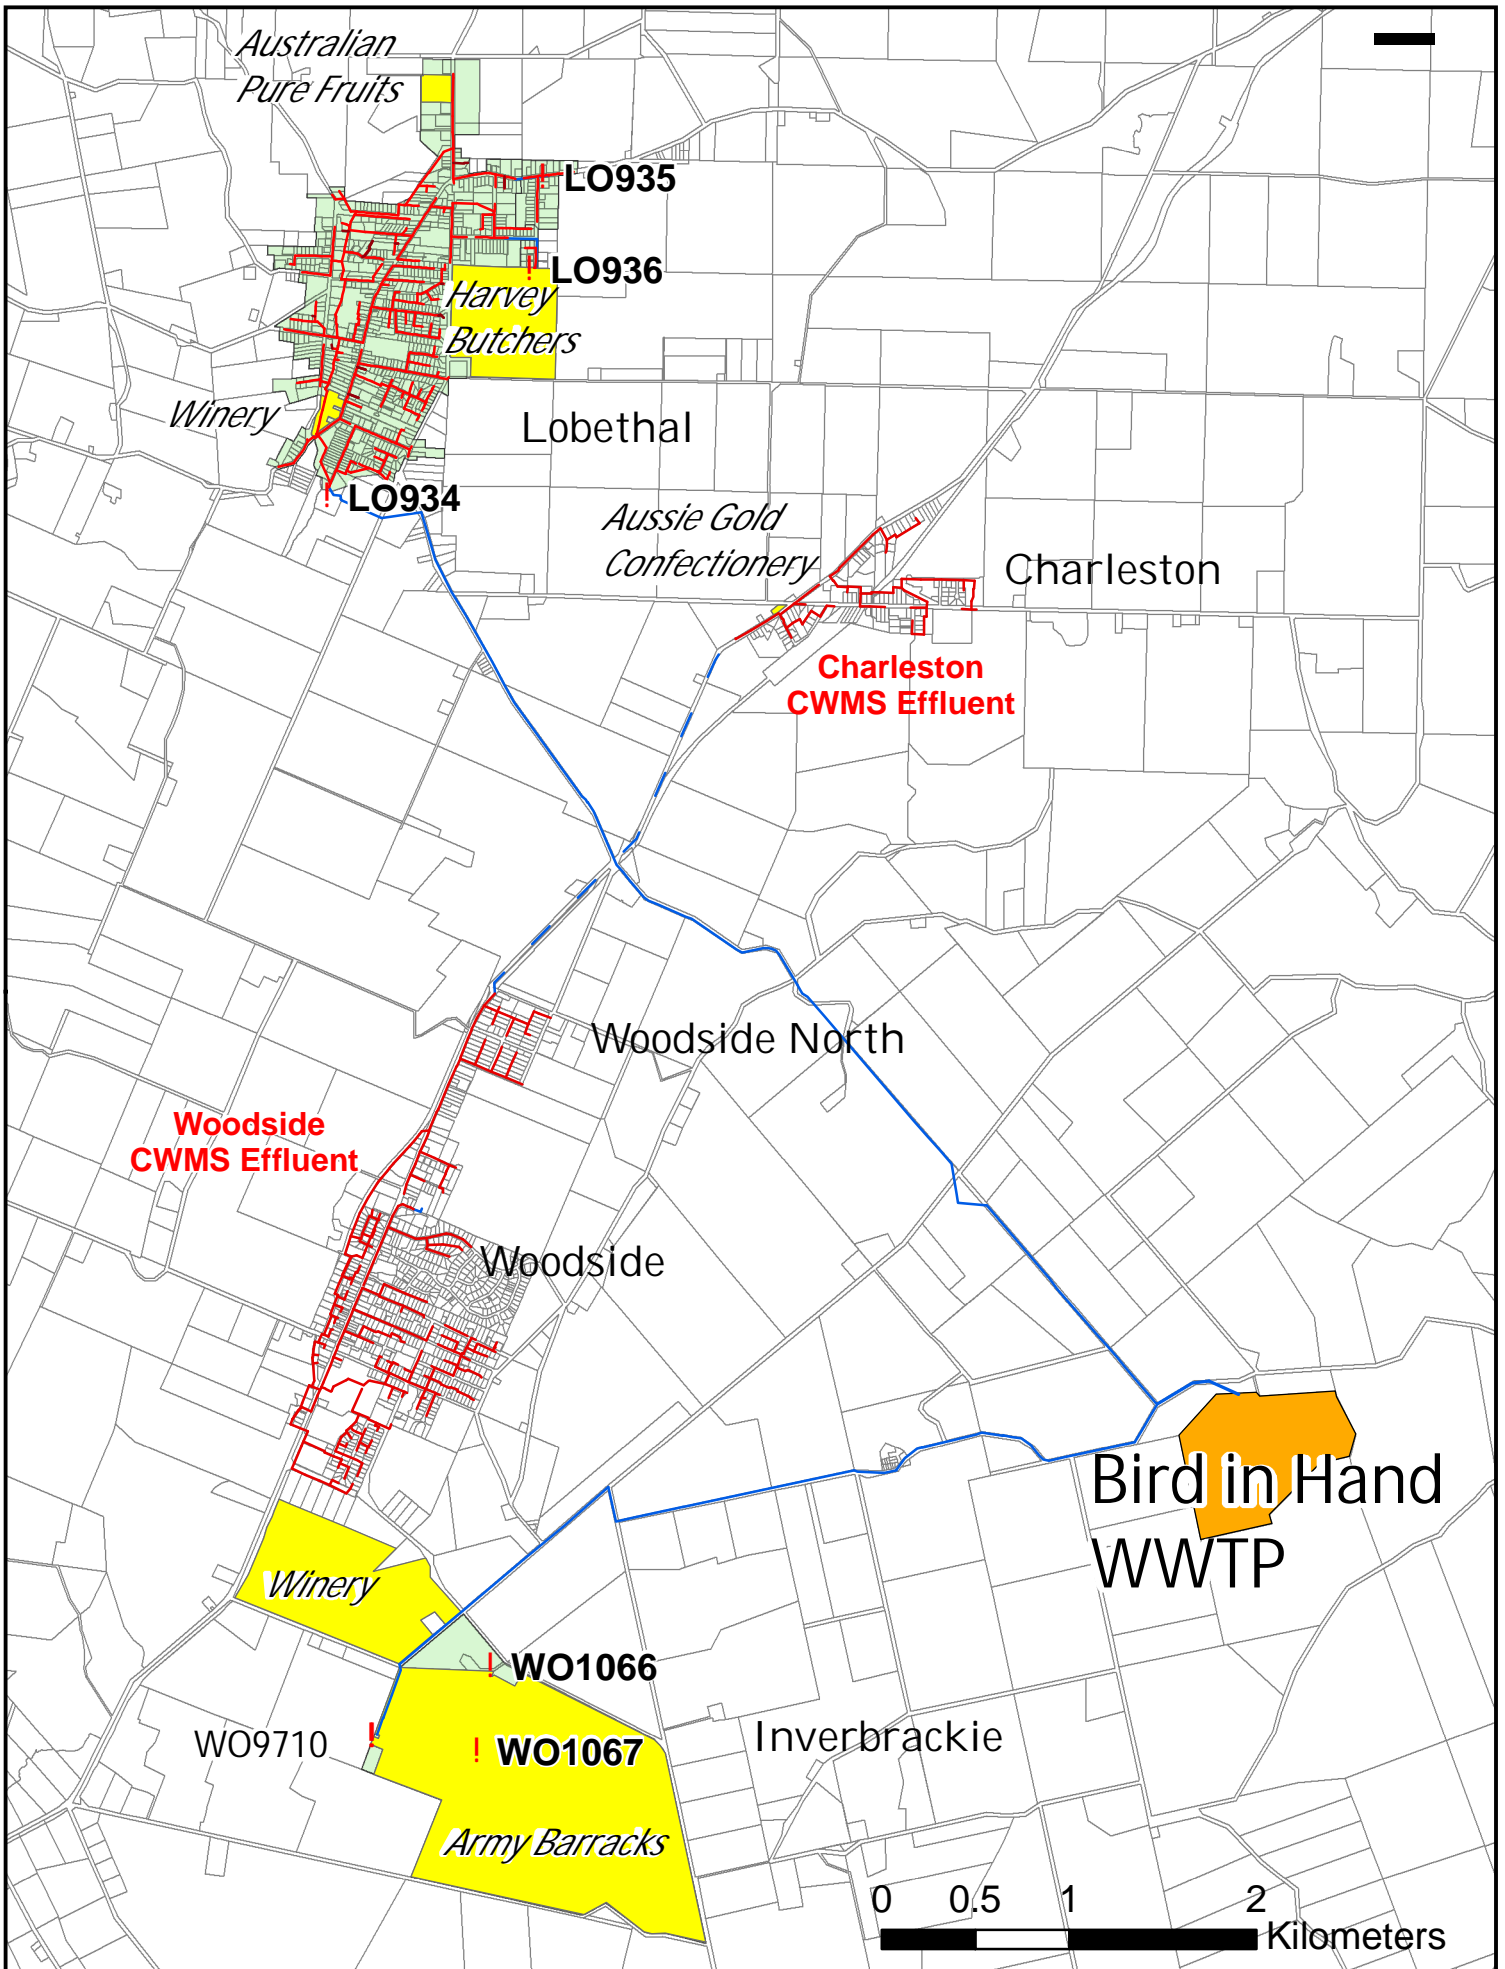 Australian
Pure Fruits
LO935
LO936
Harvey
Butchers
Winery
Lobethal
LO934
Aussie Gold
Confectionery
Charleston
Charleston
CWMS Effluent
Woodside North
Woodside
CWMS Effluent
Woodside
Bird in Hand
WWTP
Winery
WO1066
WO9710
WO1067
Inverbrackie
Army Barracks
0 0.5 1 2
Kilometers